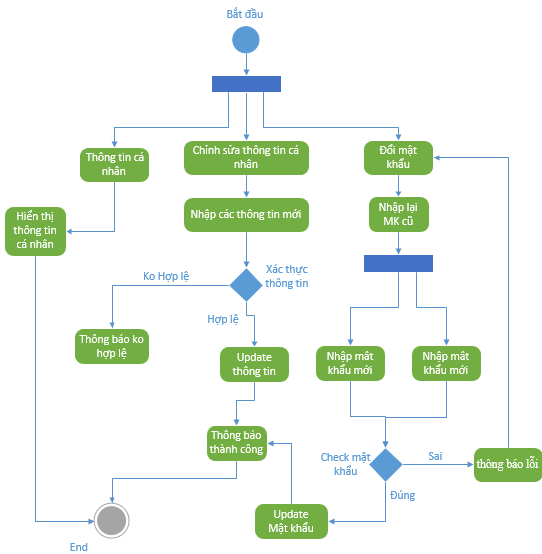 Bắt đầu
Thông tin cá
nhân
Chỉnh sửa thông tin cá
nhân
Đổi mật
khẩu
Hiển thị
thông tin
cá nhân
Nhập các thông tin mới
Nhập lại
MK cũ
Ko Hợp lệ
Xác thực
thông tin
Hợp lệ
Thông báo ko
hợp lệ
Update
thông tin
Nhập mât
khẩu mới
Nhập mât
khẩu mới
Thông báo
thành công
Check mật
khẩu
Sai
thông báo lỗi
Đúng
Update
Mật khẩu
End